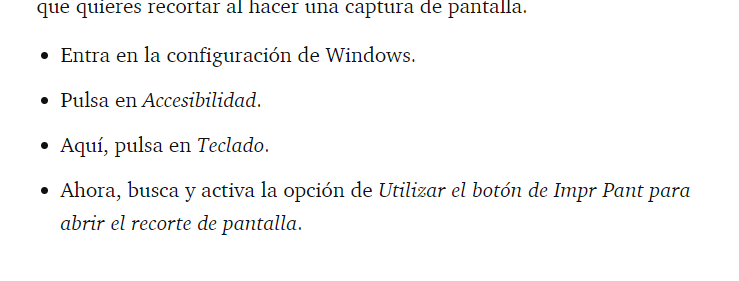 que quieres recortar al hacer una captura de pantalla.
• Entra en la configuración de Windows.
• Pulsa en Accesibilidad.
• Aquí, pulsa en Teclado.
• Ahora, busca y activa la opción de Utilizar el botón de Impr Pant para
abrir el recorte de pantalla.